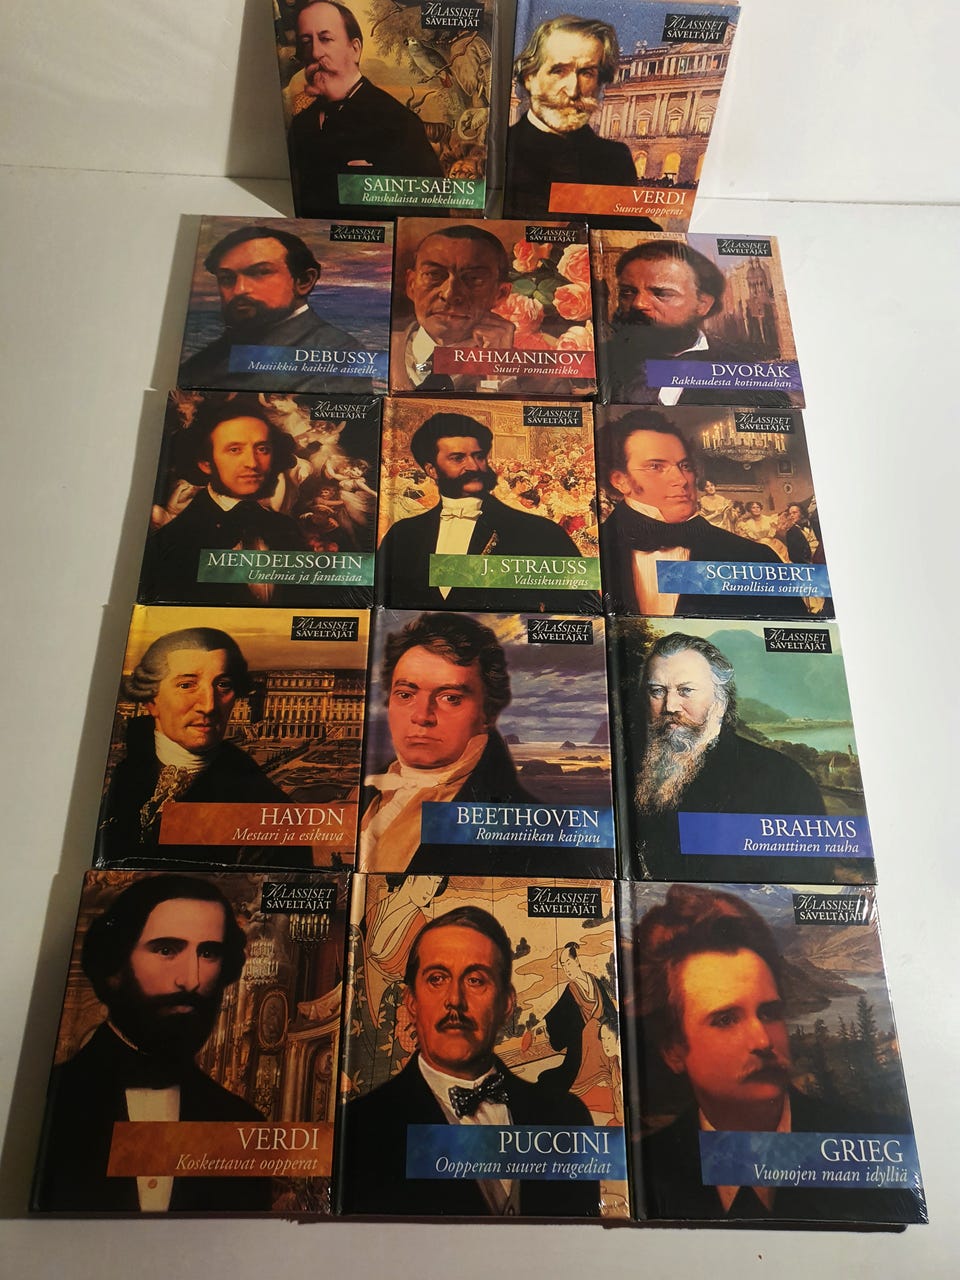 KLASSISET
SÄVELTÄJÄT
SAINT-SAËNS
Ranskalaista nokkeluutta
KLASSISET
SÄVELTÄJÄT
VERDI
Suuret oopperat
KLASSISET
SÄVELTÄJÄT
DEBUSSY
Musiikkia kaikille aisteille
KLASSISET
SÄVELTÄJÄT
RAHMANINOV
Suuri romantikko
KLASSISET
SÄVELTÄJÄT
DVOŘÁK
Rakkaudesta kotimaahan
KLASSISET
SÄVELTÄJÄT
MENDELSSOHN
Unelmia ja fantasiaa
KLASSISET
SÄVELTÄJÄT
J. STRAUSS
Valssikuningas
KLASSISET
SÄVELTÄJÄT
SCHUBERT
Runollisia sointeja
KLASSISET
SÄVELTÄJÄT
HAYDN
Mestari ja esikuva
KLASSISET
SÄVELTÄJÄT
BEETHOVEN
Romantiikan kaipuu
KLASSISET
SÄVELTÄJÄT
BRAHMS
Romanttinen rauha
KLASSISET
SÄVELTÄJÄT
VERDI
Koskettavat oopperat
KLASSISET
SÄVELTÄJÄT
PUCCINI
Oopperan suuret tragediat
KLASSISET
SÄVELTÄJÄT
GRIEG
Vuonojen maan idylliä